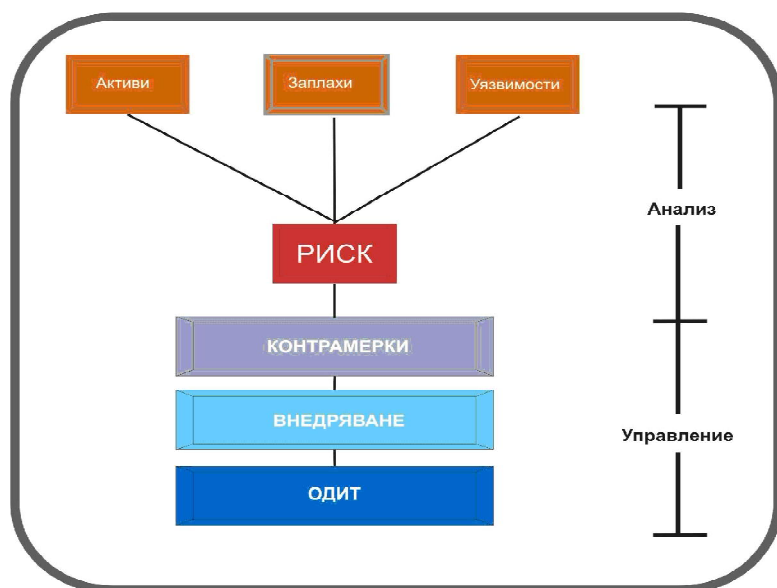 Активи
Заплахи
Уязвимости
Анализ
РИСК
КОНТРАМЕРКИ
ВНЕДРЯВАНЕ
Управление
ОДИТ